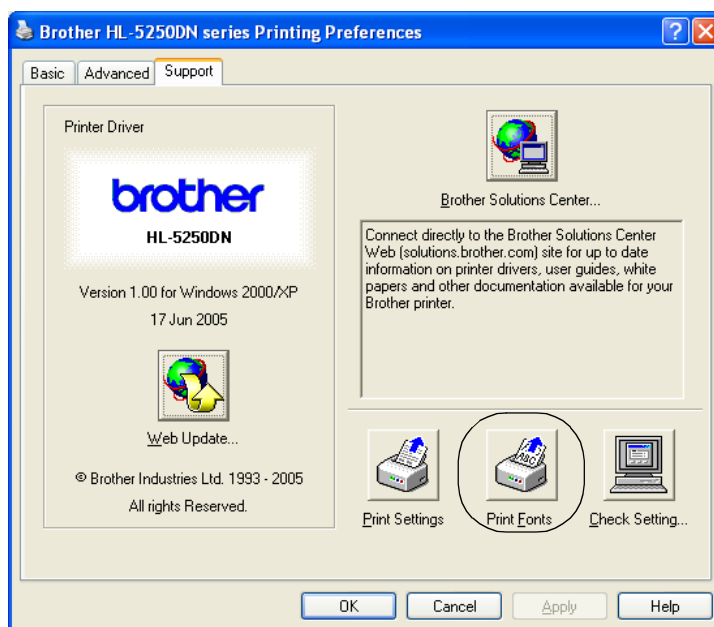 Brother HL-5250DN series Printing Preferences
Basic
Advanced
Support
Printer Driver
brother
HL-5250DN
Version 1.00 for Windows 2000/XP
17 Jun 2005
Web Update...
© Brother Industries Ltd. 1993 - 2005
All rights Reserved.
Brother Solutions Center...
Connect directly to the Brother Solutions Center
Web (solutions.brother.com) site for up to date
information on printer drivers, user guides, white
papers and other documentation available for your
Brother printer.
Print Settings
ABC
Print Fonts
Check Setting...
OK
Cancel
Apply
Help